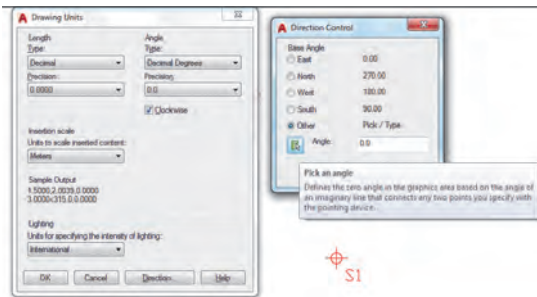 Drawing Units
Length
Type:
Decimal
Precision:
0.0000
Angle
Type:
Decimal Degrees
Precision:
0.0
Clockwise
Insertion scale
Units to scale inserted content:
Meters
Sample Output
1.5000,2.0039,0.0000
3.0000<315.0,0.0000
Lighting
Units for specifying the intensity of lighting:
International
OK
Cancel
Direction...
Help
Direction Control
Base Angle
East 0.00
North 270.00
West 180.00
South 90.00
Other Pick / Type
Angle: 0.0
Pick an angle
Defines the zero angle in the graphics area based on the angle of
an imaginary line that connects any two points you specify with
the pointing device.
S1